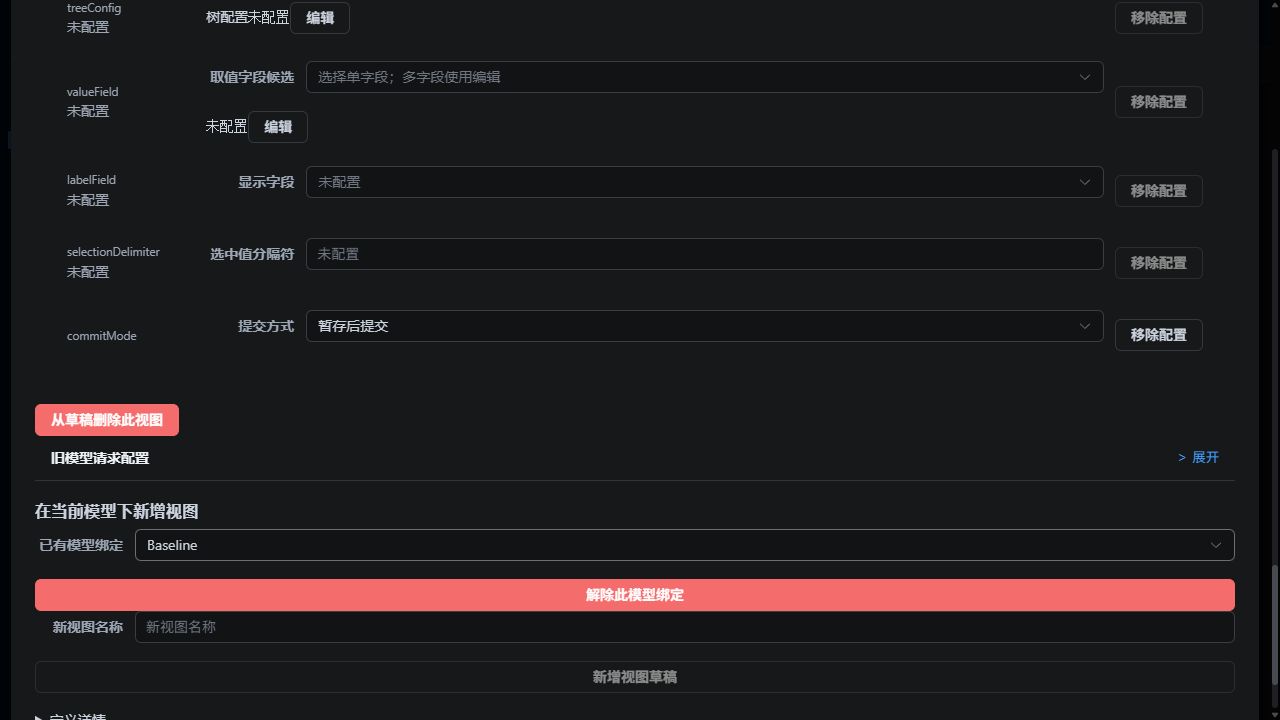 treeConfig
未配置
树配置未配置 编辑
移除配置
取值字段候选 选择单字段；多字段使用编辑
valueField
未配置
移除配置
未配置 编辑
labelField
未配置
显示字段 未配置
移除配置
selectionDelimiter
未配置
选中值分隔符 未配置
移除配置
commitMode
提交方式 暂存后提交
移除配置
从草稿删除此视图
旧模型请求配置
> 展开
在当前模型下新增视图
已有模型绑定 Baseline
解除此模型绑定
新视图名称 新视图名称
新增视图草稿
▶ 定义详情